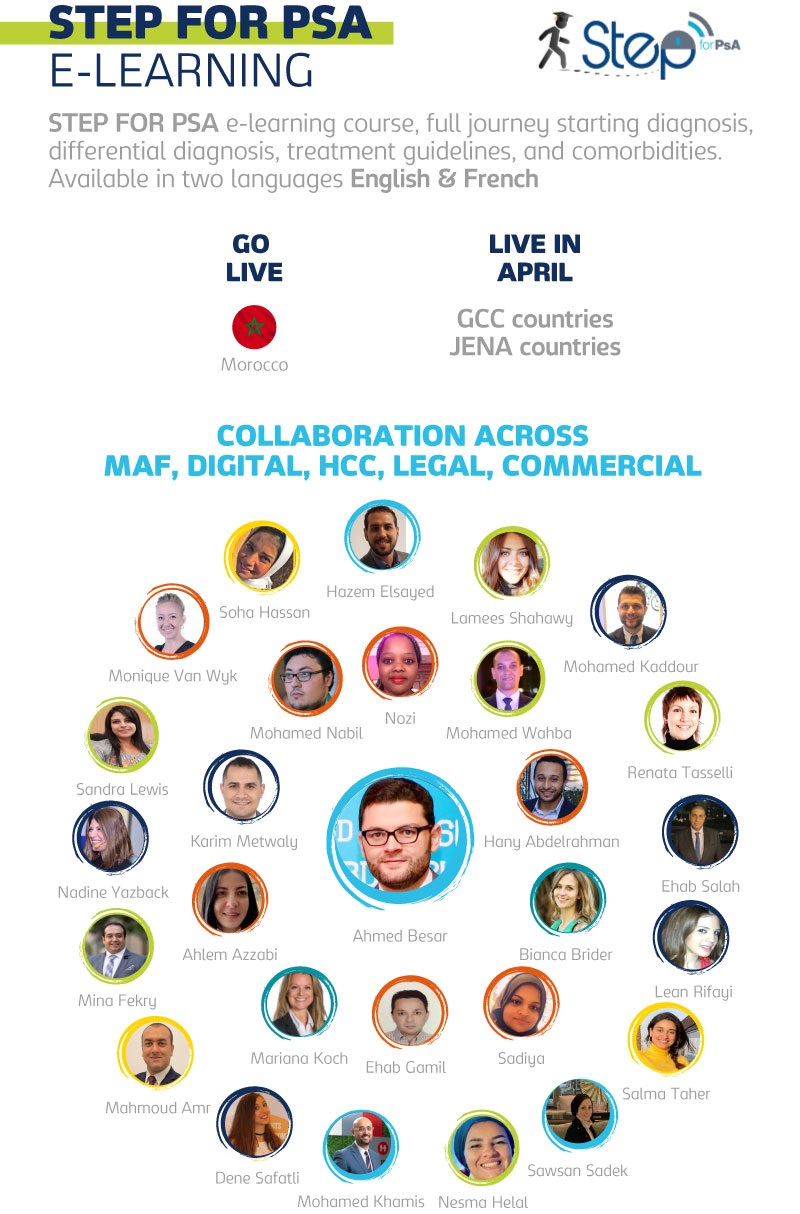 STEP FOR PSA
E-LEARNING
Step for PsA
STEP FOR PSA e-learning course, full journey starting diagnosis,
differential diagnosis, treatment guidelines, and comorbidities.
Available in two languages English & French
GO
LIVE
Morocco
LIVE IN
APRIL
GCC countries
JENA countries
COLLABORATION ACROSS
MAF, DIGITAL, HCC, LEGAL, COMMERCIAL
Hazem Elsayed
Soha Hassan
Lamees Shahawy
Monique Van Wyk
Mohamed Kaddour
Mohamed Nabil
Nozi
Mohamed Wahba
Sandra Lewis
Renata Tasselli
Karim Metwaly
Hany Abdelrahman
Nadine Yazback
Ehab Salah
Ahmed Besar
Ahlem Azzabi
Bianca Brider
Mina Fekry
Lean Rifayi
Mariana Koch
Ehab Gamil
Sadiya
Mahmoud Amr
Salma Taher
Dene Safatli
Sawsan Sadek
Mohamed Khamis
Nesma Helal